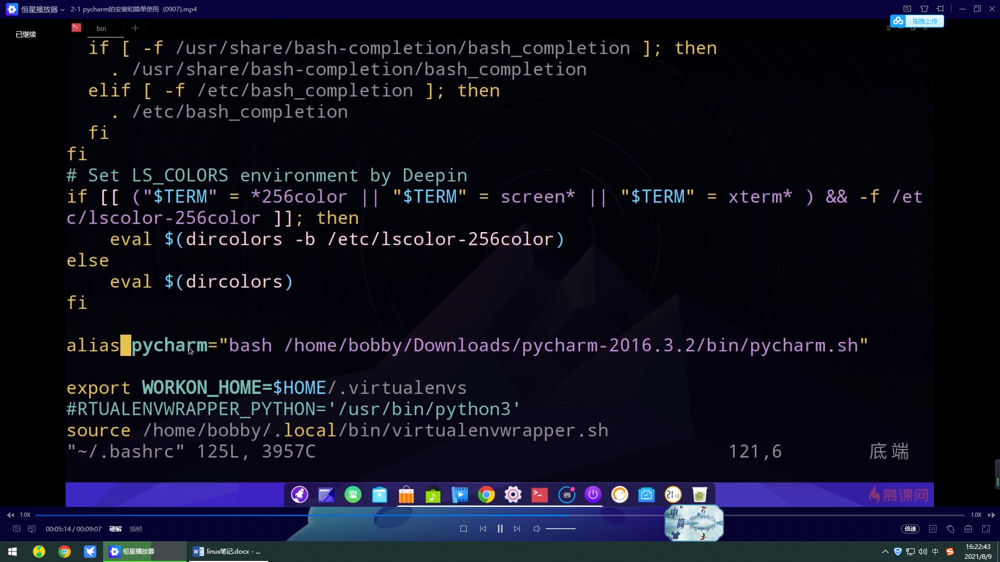 恒星播放器
2-1 pycharm的安装和简单使用 (0907).mp4
拖拽上传
已继续
bin
if [ -f /usr/share/bash-completion/bash_completion ]; then
. /usr/share/bash-completion/bash_completion
elif [ -f /etc/bash_completion ]; then
. /etc/bash_completion
fi
fi
# Set LS_COLORS environment by Deepin
if [[ ("$TERM" = *256color || "$TERM" = screen* || "$TERM" = xterm* ) && -f /et
c/lscolor-256color ]]; then
eval $(dircolors -b /etc/lscolor-256color)
else
eval $(dircolors)
fi
alias pycharm="bash /home/bobby/Downloads/pycharm-2016.3.2/bin/pycharm.sh"
export WORKON_HOME=$HOME/.virtualenvs
#RTUALENVWRAPPER_PYTHON='/usr/bin/python3'
source /home/bobby/.local/bin/virtualenvwrapper.sh
"~/.bashrc" 125L, 3957C 121,6 底端
慕课网
1.0X 1.0X
00:05:14 / 00:09:07 硬解 插帧
倍速
中
简
恒星播放器
linux笔记.docx - ...
中
16:22:43
2021/8/9